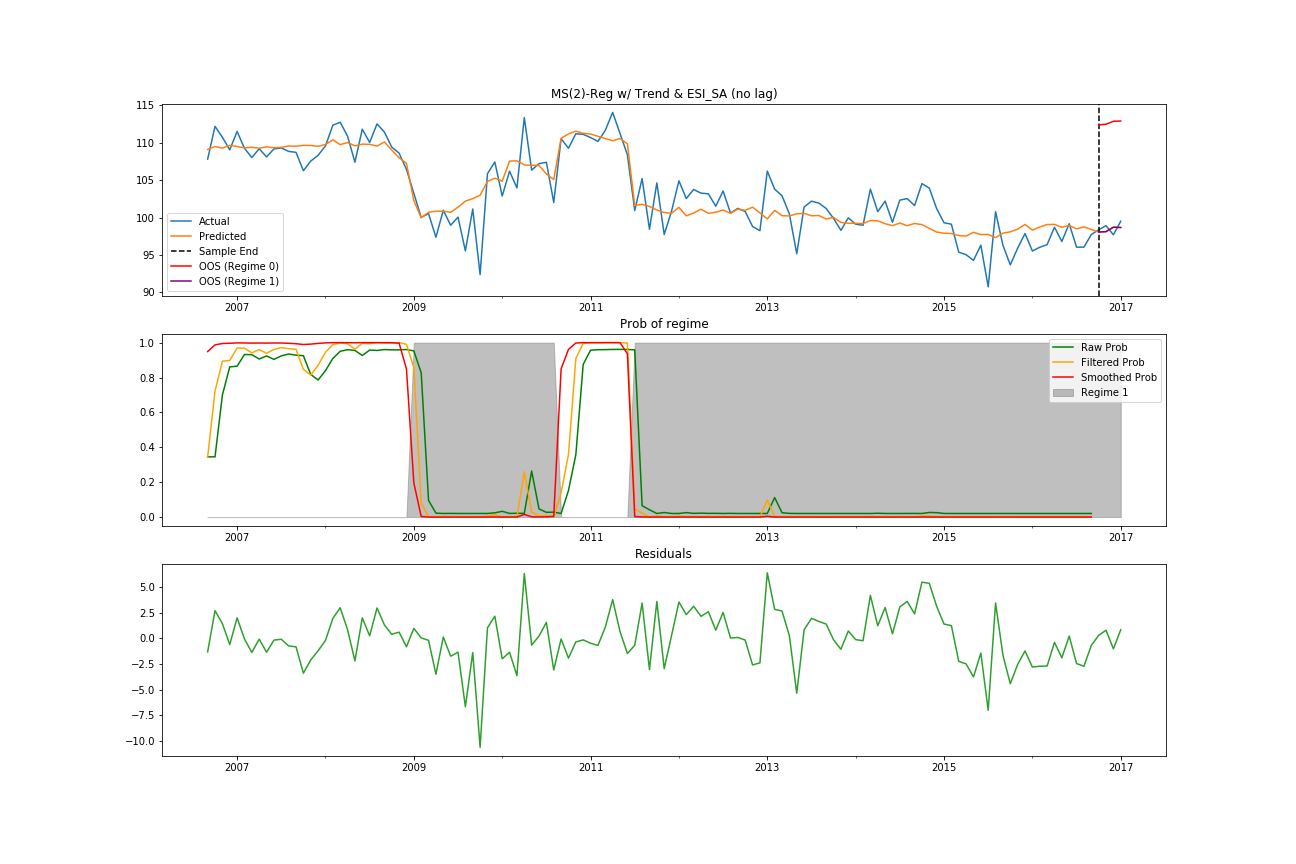 MS(2)-Reg w/ Trend & ESI_SA (no lag)
115
110
105
100
95
90
Actual
Predicted
Sample End
OOS (Regime 0)
OOS (Regime 1)
2007 2009 2011 2013 2015 2017
Prob of regime
1.0
0.8
0.6
0.4
0.2
0.0
Raw Prob
Filtered Prob
Smoothed Prob
Regime 1
2007 2009 2011 2013 2015 2017
Residuals
5.0
2.5
0.0
−2.5
−5.0
−7.5
−10.0
2007 2009 2011 2013 2015 2017